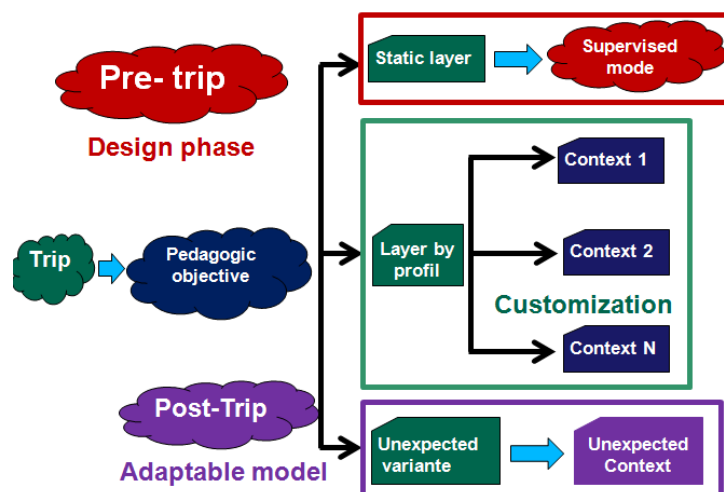 Pre- trip
Design phase
Static layer
Supervised
mode
Trip
Pedagogic
objective
Layer by
profil
Context 1
Context 2
Customization
Context N
Post-Trip
Adaptable model
Unexpected
variante
Unexpected
Context